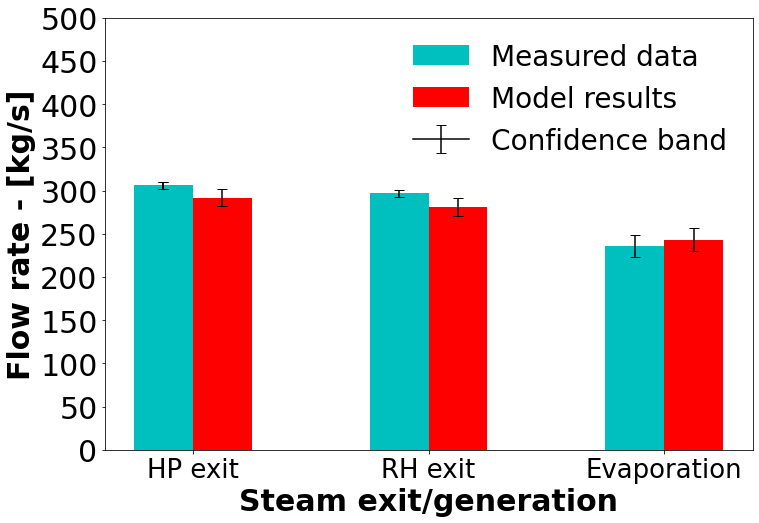 500
450
400
350
300
250
200
150
100
50
0
Flow rate - [kg/s]
Measured data
Model results
Confidence band
HP exit
RH exit
Evaporation
Steam exit/generation